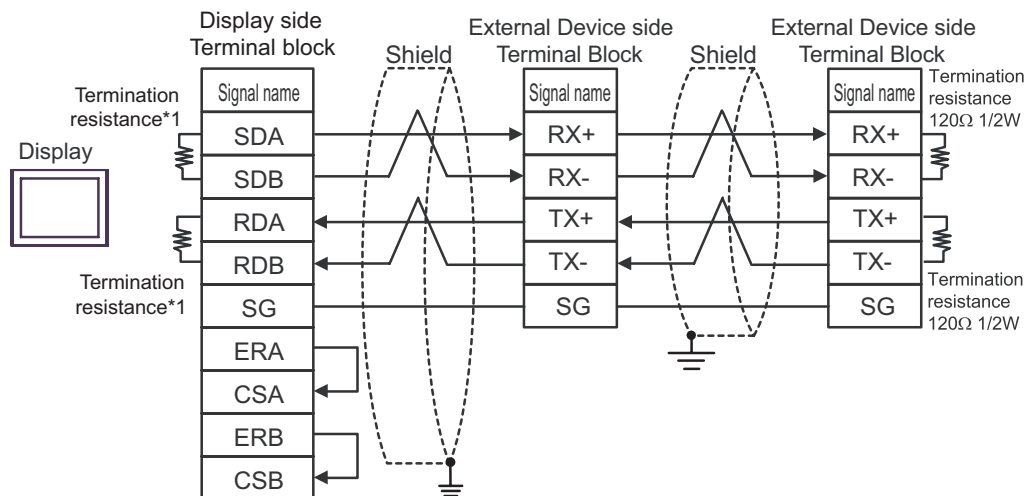 Display side
Terminal block
External Device side
Terminal Block
External Device side
Terminal Block
Shield
Shield
Display
Termination
resistance*1
Termination
resistance*1
Signal name
SDA
SDB
RDA
RDB
SG
ERA
CSA
ERB
CSB
Signal name
RX+
RX-
TX+
TX-
SG
Signal name
RX+
RX-
TX+
TX-
SG
Termination
resistance
120Ω 1/2W
Termination
resistance
120Ω 1/2W